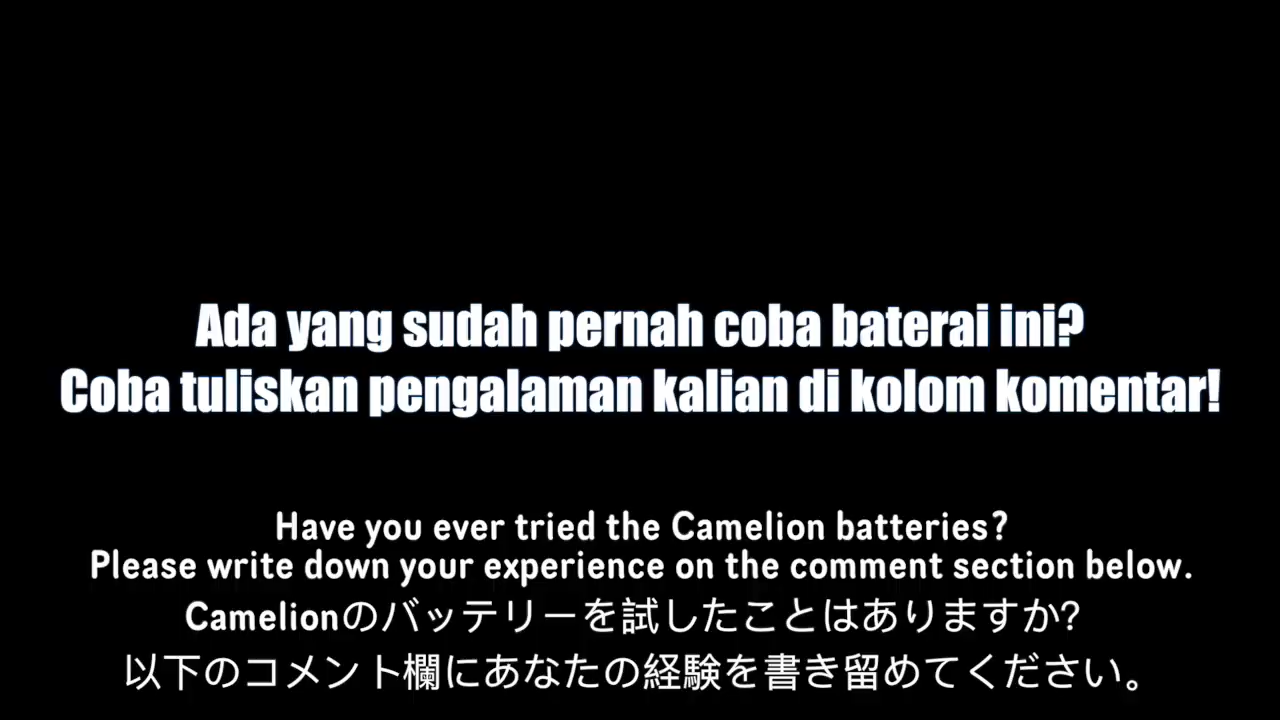 Ada yang sudah pernah coba baterai ini?
Coba tuliskan pengalaman kalian di kolom komentar!
Have you ever tried the Camelion batteries?
Please write down your experience on the comment section below.
Camelionのバッテリーを試したことはありますか?
以下のコメント欄にあなたの経験を書き留めてください。